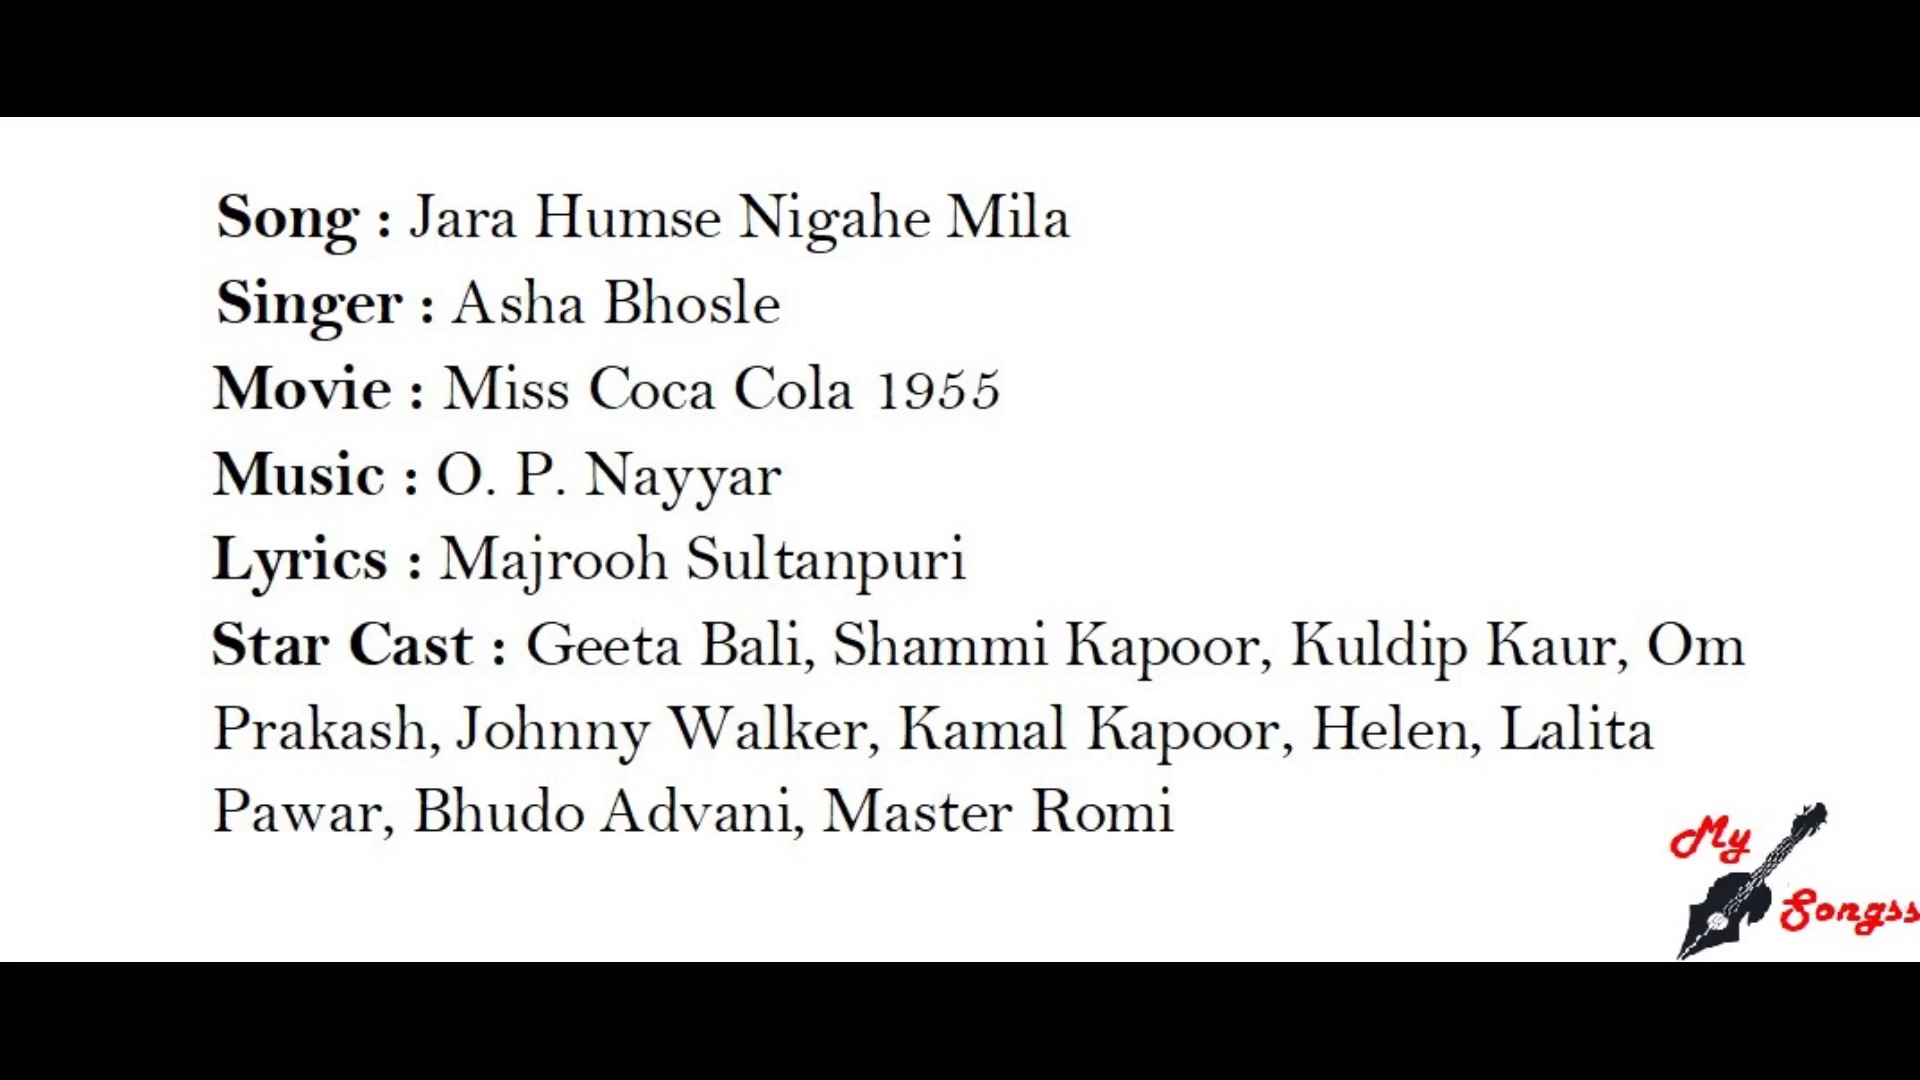 Song : Jara Humse Nigahe Mila
Singer : Asha Bhosle
Movie : Miss Coca Cola 1955
Music : O. P. Nayyar
Lyrics : Majrooh Sultanpuri
Star Cast : Geeta Bali, Shammi Kapoor, Kuldip Kaur, Om
Prakash, Johnny Walker, Kamal Kapoor, Helen, Lalita
Pawar, Bhudo Advani, Master Romi
My
Songss